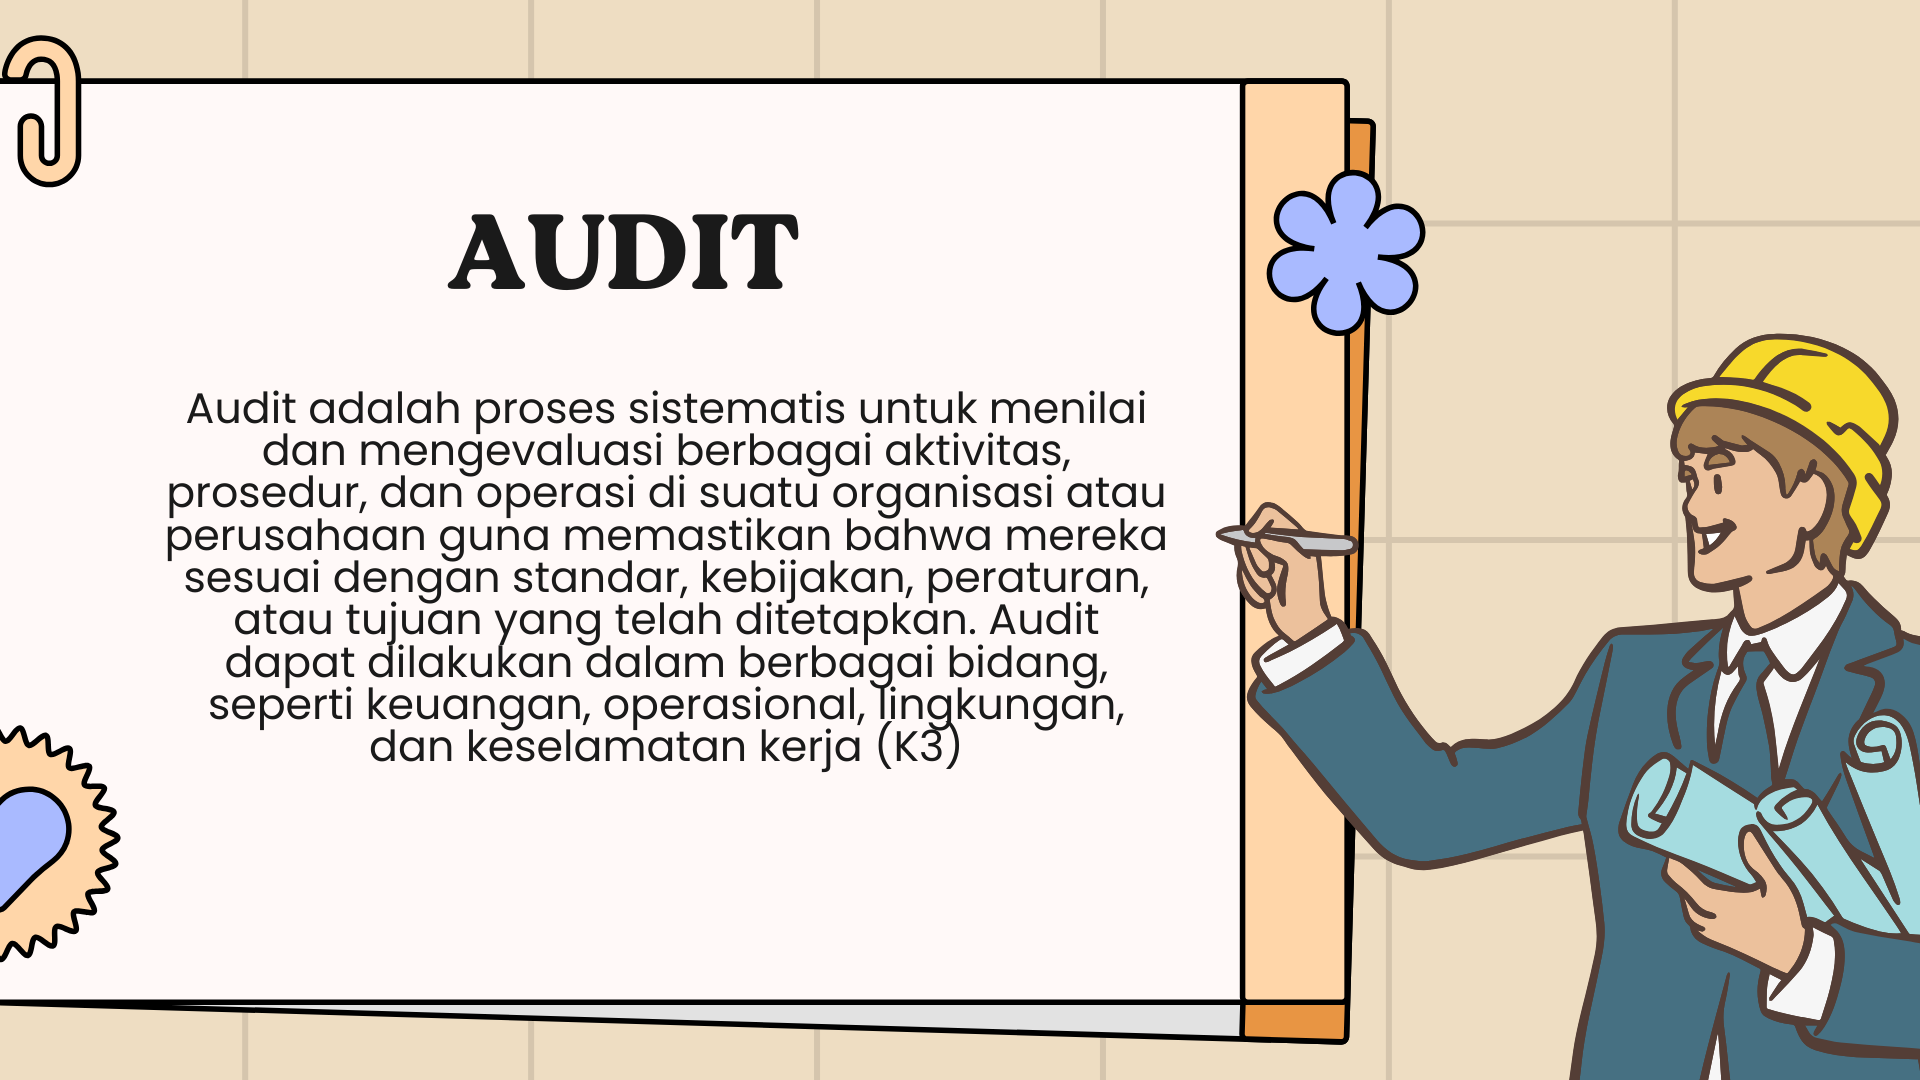 AUDIT
Audit adalah proses sistematis untuk menilai
dan mengevaluasi berbagai aktivitas,
prosedur, dan operasi di suatu organisasi atau
perusahaan guna memastikan bahwa mereka
sesuai dengan standar, kebijakan, peraturan,
atau tujuan yang telah ditetapkan. Audit
dapat dilakukan dalam berbagai bidang,
seperti keuangan, operasional, lingkungan,
dan keselamatan kerja (K3)